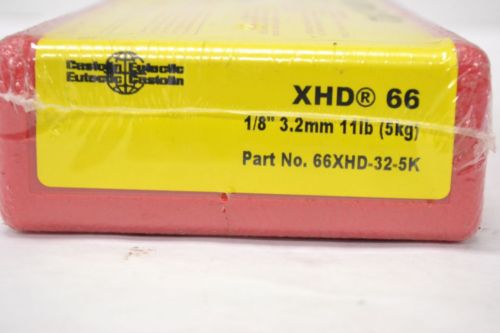 Castolin Eutectic
Eutectic Castolin
XHD® 66
1/8" 3.2mm 11lb (5kg)
Part No. 66XHD-32-5K